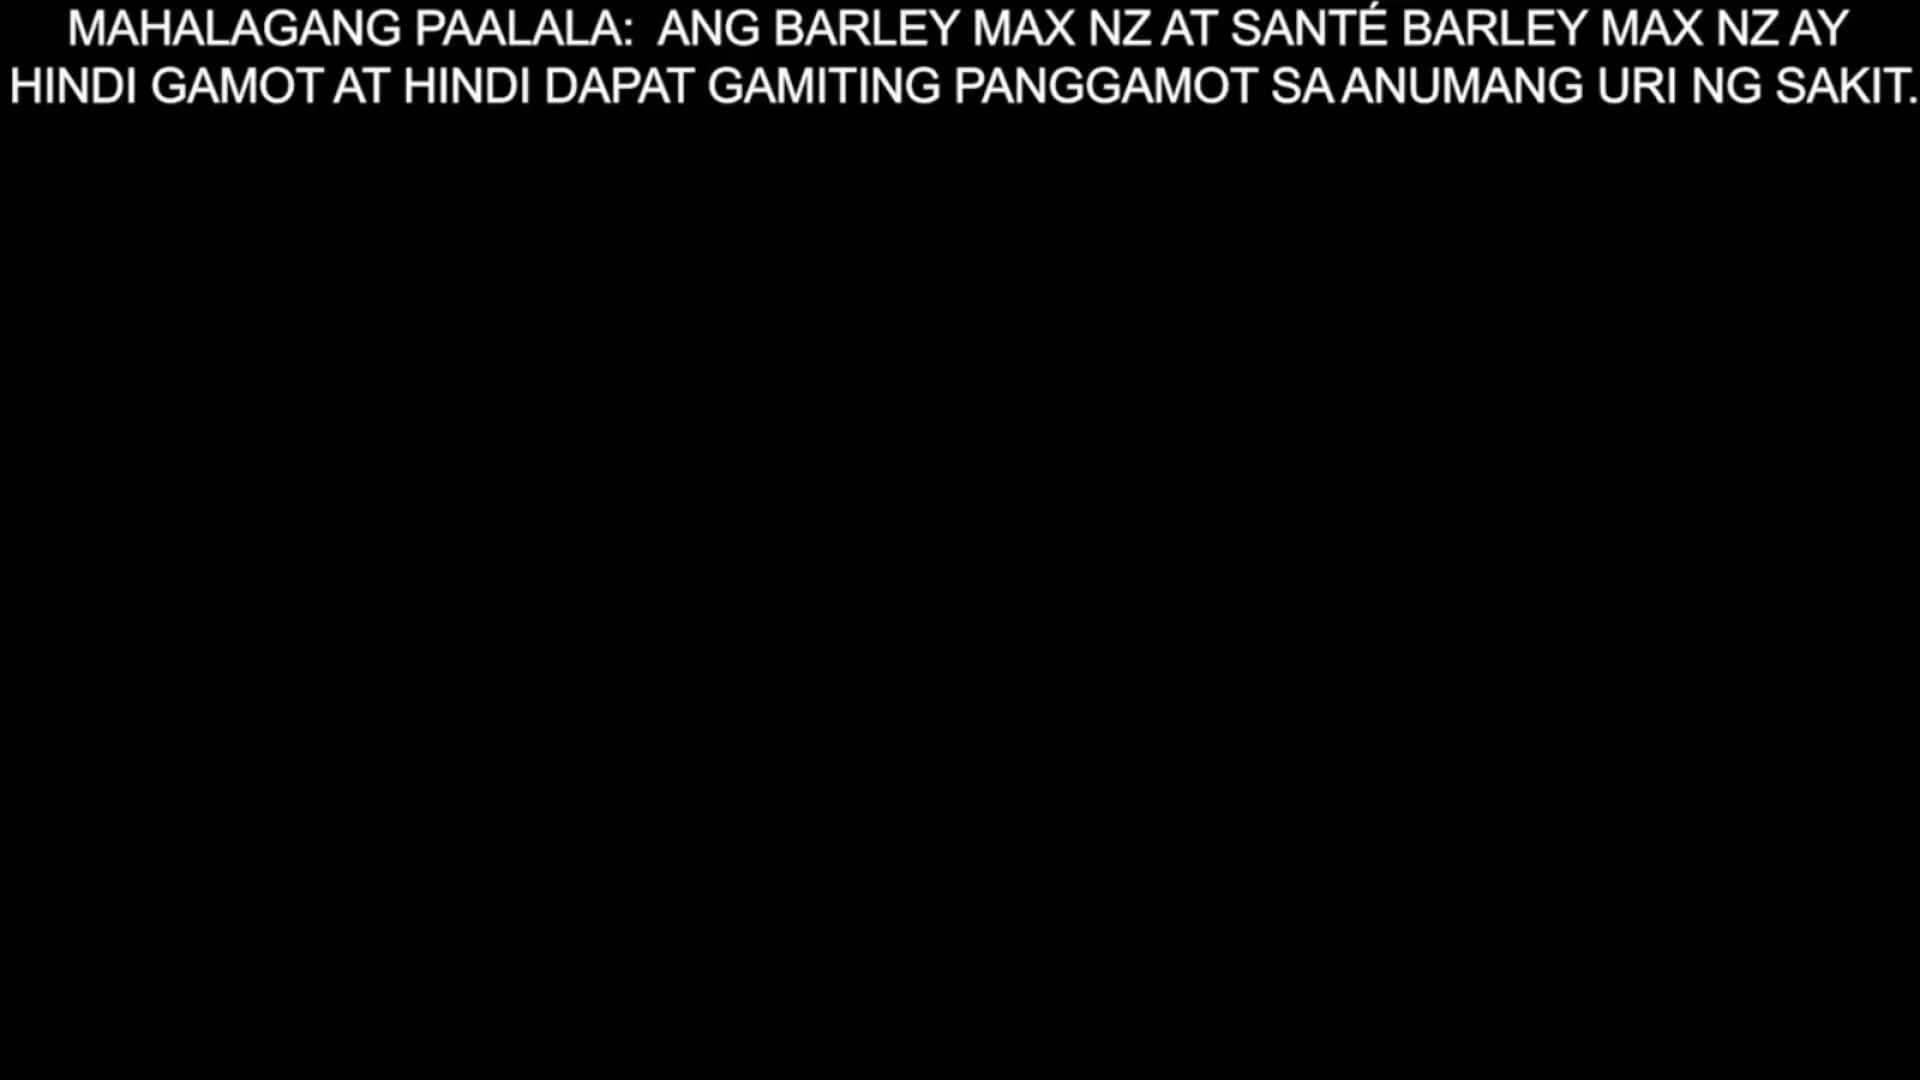 MAHALAGANG PAALALA: ANG BARLEY MAX NZ AT SANTÉ BARLEY MAX NZ AY
HINDI GAMOT AT HINDI DAPAT GAMITING PANGGAMOT SA ANUMANG URI NG SAKIT.